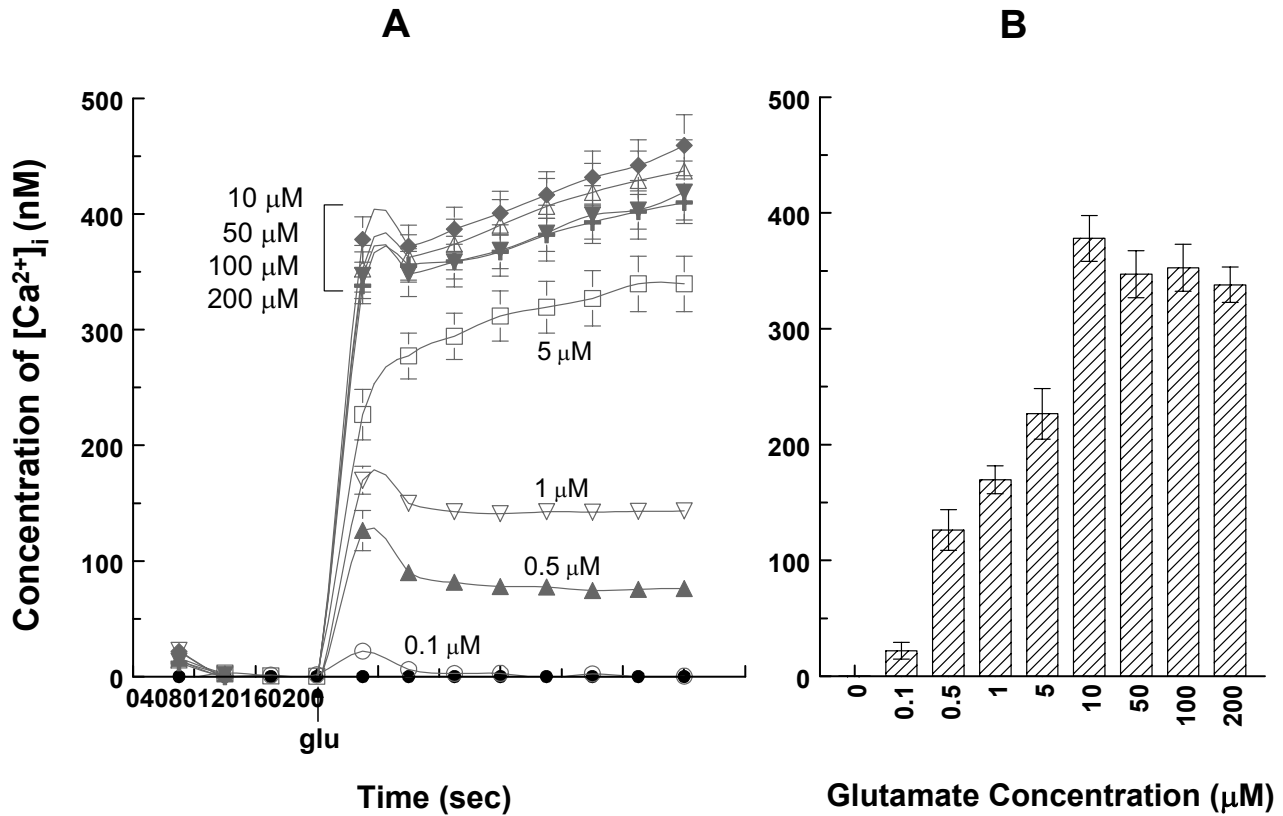 A
B
Concentration of [Ca²⁺]ᵢ (nM)
500
400
300
200
100
0
10 μM
50 μM
100 μM
200 μM
5 μM
1 μM
0.5 μM
0.1 μM
04080120160200
glu
Time (sec)
500
400
300
200
100
0
0
0.1
0.5
1
5
10
50
100
200
Glutamate Concentration (μM)